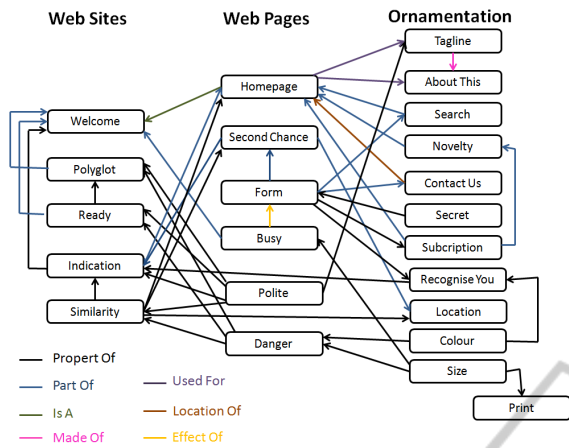 Web Sites
Web Pages
Ornamentation
Tagline
Homepage
About This
Search
Welcome
Second Chance
Novelty
Polyglot
Form
Contact Us
Ready
Secret
Busy
Subcription
Indication
Recognise You
Polite
Similarity
Location
Danger
Colour
Size
Print
Propert Of
Part Of
Used For
Is A
Location Of
Made Of
Effect Of